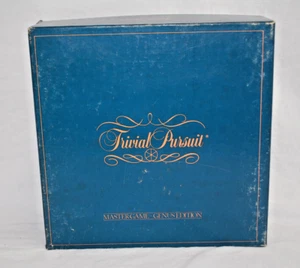 Trivial Pursuit®
MASTER GAME - GENUS EDITION